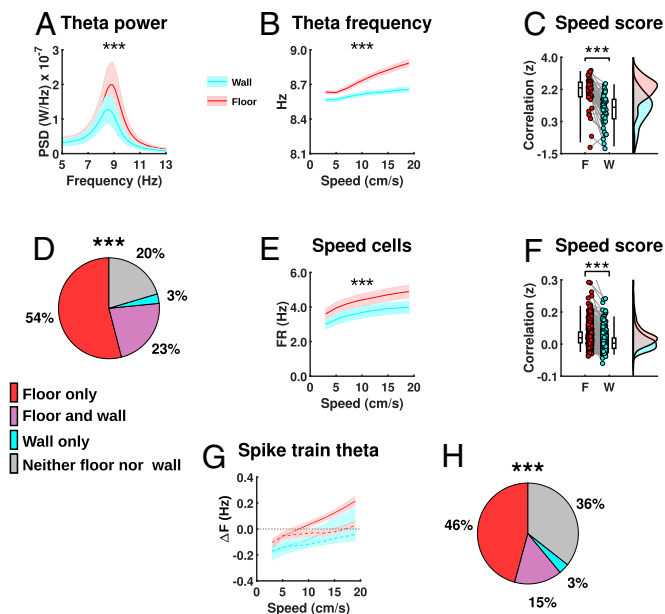 A Theta power
***
PSD (W/Hz) x 10-7
3
2
1
0
5 7 9 11 13
Frequency (Hz)
Wall
Floor
B Theta frequency
***
Hz
9.0
8.7
8.4
8.1
0 5 10 15 20
Speed (cm/s)
C Speed score
***
Correlation (z)
4.0
2.2
0.3
-1.5
F W
D ***
20%
3%
23%
54%
Floor only
Floor and wall
Wall only
Neither floor nor wall
E Speed cells
***
FR (Hz)
6.0
4.0
2.0
0.0
0 5 10 15 20
Speed (cm/s)
F Speed score
***
Correlation (z)
0.3
0.2
0.0
-0.1
F W
G Spike train theta
ΔF (Hz)
0.4
0.2
0.0
-0.2
-0.4
0 5 10 15 20
Speed (cm/s)
H ***
36%
3%
15%
46%